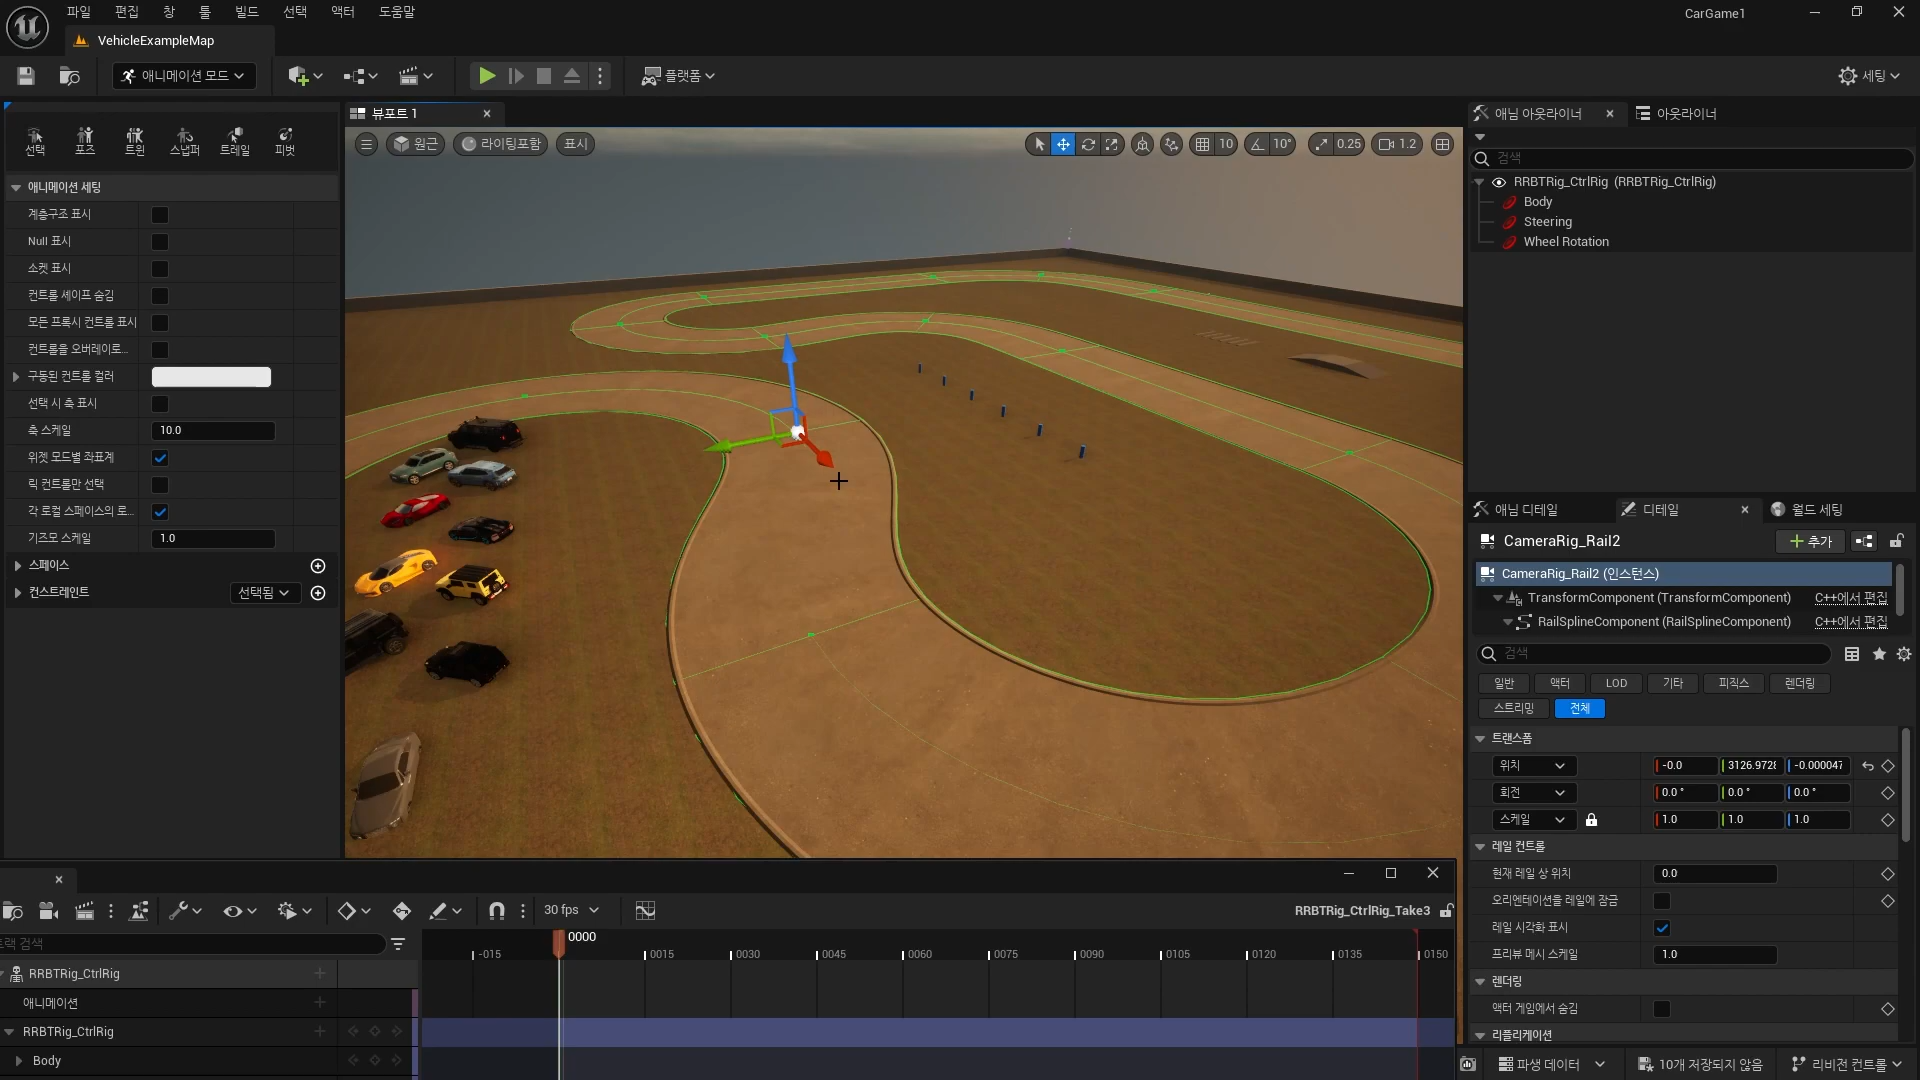 파일 편집 창 툴 빌드 선택 액터 도움말
CarGame1
VehicleExampleMap
애니메이션 모드
플랫폼
세팅
선택 포즈 트윈 스냅퍼 트레일 피벗
애니메이션 세팅
계층구조 표시
Null 표시
소켓 표시
컨트롤 셰이프 숨김
모든 프록시 컨트롤 표시
컨트롤을 오버레이로...
구동된 컨트롤 컬러
선택 시 축 표시
축 스케일 10.0
위젯 모드별 좌표계
릭 컨트롤만 선택
각 로컬 스페이스의 로...
기즈모 스케일 1.0
스페이스
컨스트레인트 선택됨
뷰포트 1
원근 라이팅포함 표시
10 10° 0.25 1.2
애님 아웃라이너 아웃라이너
검색
RRBTRig_CtrlRig (RRBTRig_CtrlRig)
Body
Steering
Wheel Rotation
애님 디테일 디테일 월드 세팅
CameraRig_Rail2 추가
CameraRig_Rail2 (인스턴스)
TransformComponent (TransformComponent) C++에서 편집
RailSplineComponent (RailSplineComponent) C++에서 편집
검색
일반 액터 LOD 기타 피직스 렌더링
스트리밍 전체
트랜스폼
위치 -0.0 3126.9728 -0.000047
회전 0.0 ° 0.0 ° 0.0 °
스케일 1.0 1.0 1.0
레일 컨트롤
현재 레일 상 위치 0.0
오리엔테이션을 레일에 잠금
레일 시각화 표시
프리뷰 메시 스케일 1.0
렌더링
액터 게임에서 숨김
리플리케이션
30 fps
RRBTRig_CtrlRig_Take3
트랙 검색
0000
-015 0015 0030 0045 0060 0075 0090 0105 0120 0135 0150
RRBTRig_CtrlRig
애니메이션
RRBTRig_CtrlRig
Body
파생 데이터 10개 저장되지 않음 리비전 컨트롤